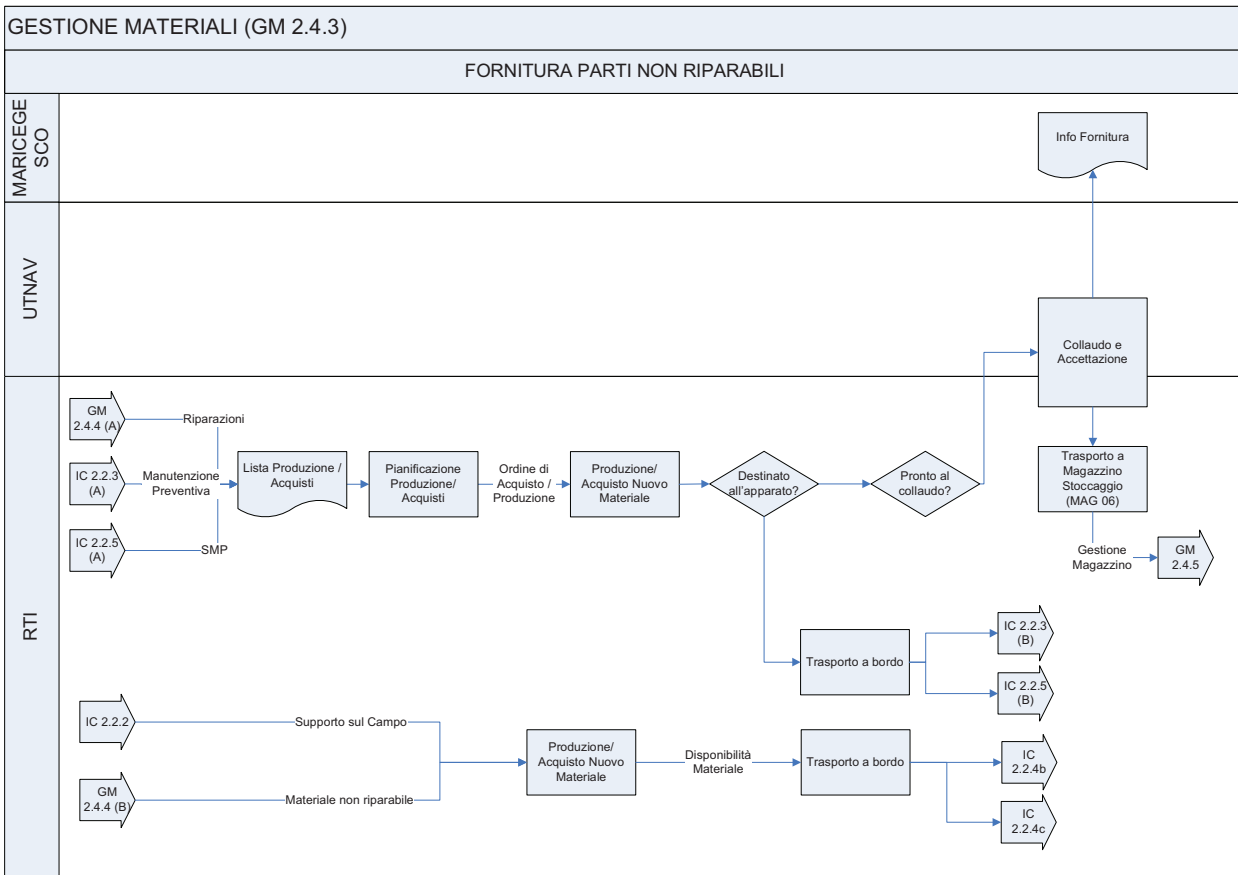 GESTIONE MATERIALI (GM 2.4.3)
FORNITURA PARTI NON RIPARABILI
MARICEGE
SCO
Info Fornitura
UTNAV
Collaudo e
Accettazione
RTI
GM
2.4.4 (A)
Riparazioni
IC 2.2.3
(A)
Manutenzione
Preventiva
IC 2.2.5
(A)
SMP
Lista Produzione /
Acquisti
Pianificazione
Produzione/
Acquisti
Ordine di
Acquisto /
Produzione
Produzione/
Acquisto Nuovo
Materiale
Destinato
all'apparato?
Pronto al
collaudo?
Trasporto a
Magazzino
Stoccaggio
(MAG 06)
Gestione
Magazzino
GM
2.4.5
Trasporto a bordo
IC 2.2.3
(B)
IC 2.2.5
(B)
IC 2.2.2
Supporto sul Campo
GM
2.4.4 (B)
Materiale non riparabile
Produzione/
Acquisto Nuovo
Materiale
Disponibilità
Materiale
Trasporto a bordo
IC
2.2.4b
IC
2.2.4c